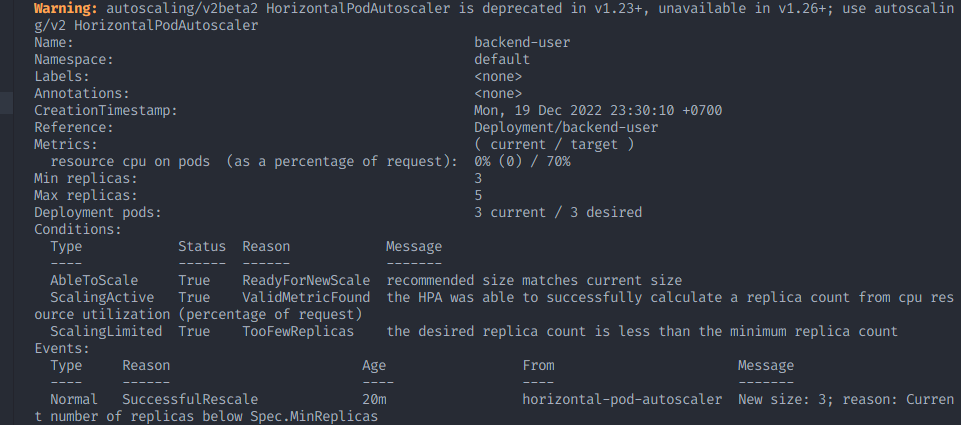 Warning: autoscaling/v2beta2 HorizontalPodAutoscaler is deprecated in v1.23+, unavailable in v1.26+; use autoscalin
g/v2 HorizontalPodAutoscaler
Name: backend-user
Namespace: default
Labels: <none>
Annotations: <none>
CreationTimestamp: Mon, 19 Dec 2022 23:30:10 +0700
Reference: Deployment/backend-user
Metrics: ( current / target )
resource cpu on pods (as a percentage of request): 0% (0) / 70%
Min replicas: 3
Max replicas: 5
Deployment pods: 3 current / 3 desired
Conditions:
Type Status Reason Message
---- ------ ------ -------
AbleToScale True ReadyForNewScale recommended size matches current size
ScalingActive True ValidMetricFound the HPA was able to successfully calculate a replica count from cpu res
ource utilization (percentage of request)
ScalingLimited True TooFewReplicas the desired replica count is less than the minimum replica count
Events:
Type Reason Age From Message
---- ------ ---- ---- -------
Normal SuccessfulRescale 20m horizontal-pod-autoscaler New size: 3; reason: Curren
t number of replicas below Spec.MinReplicas